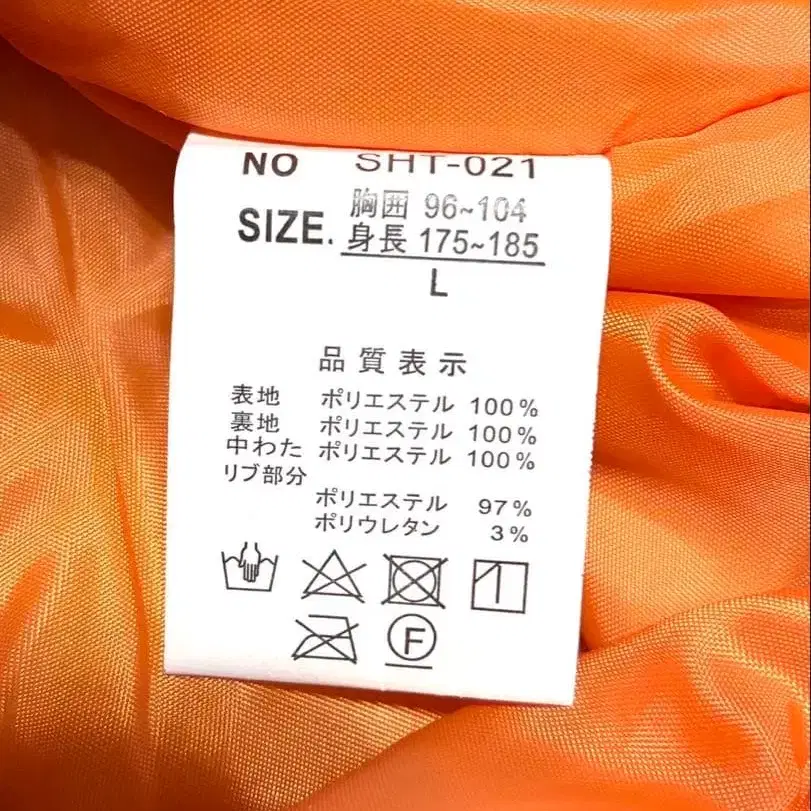 NO SHT-021
SIZE. 胸囲 96~104
身長 175~185
L
品質表示
表地 ポリエステル 100%
裏地 ポリエステル 100%
中わた ポリエステル 100%
リブ部分
ポリエステル 97%
ポリウレタン 3%
F